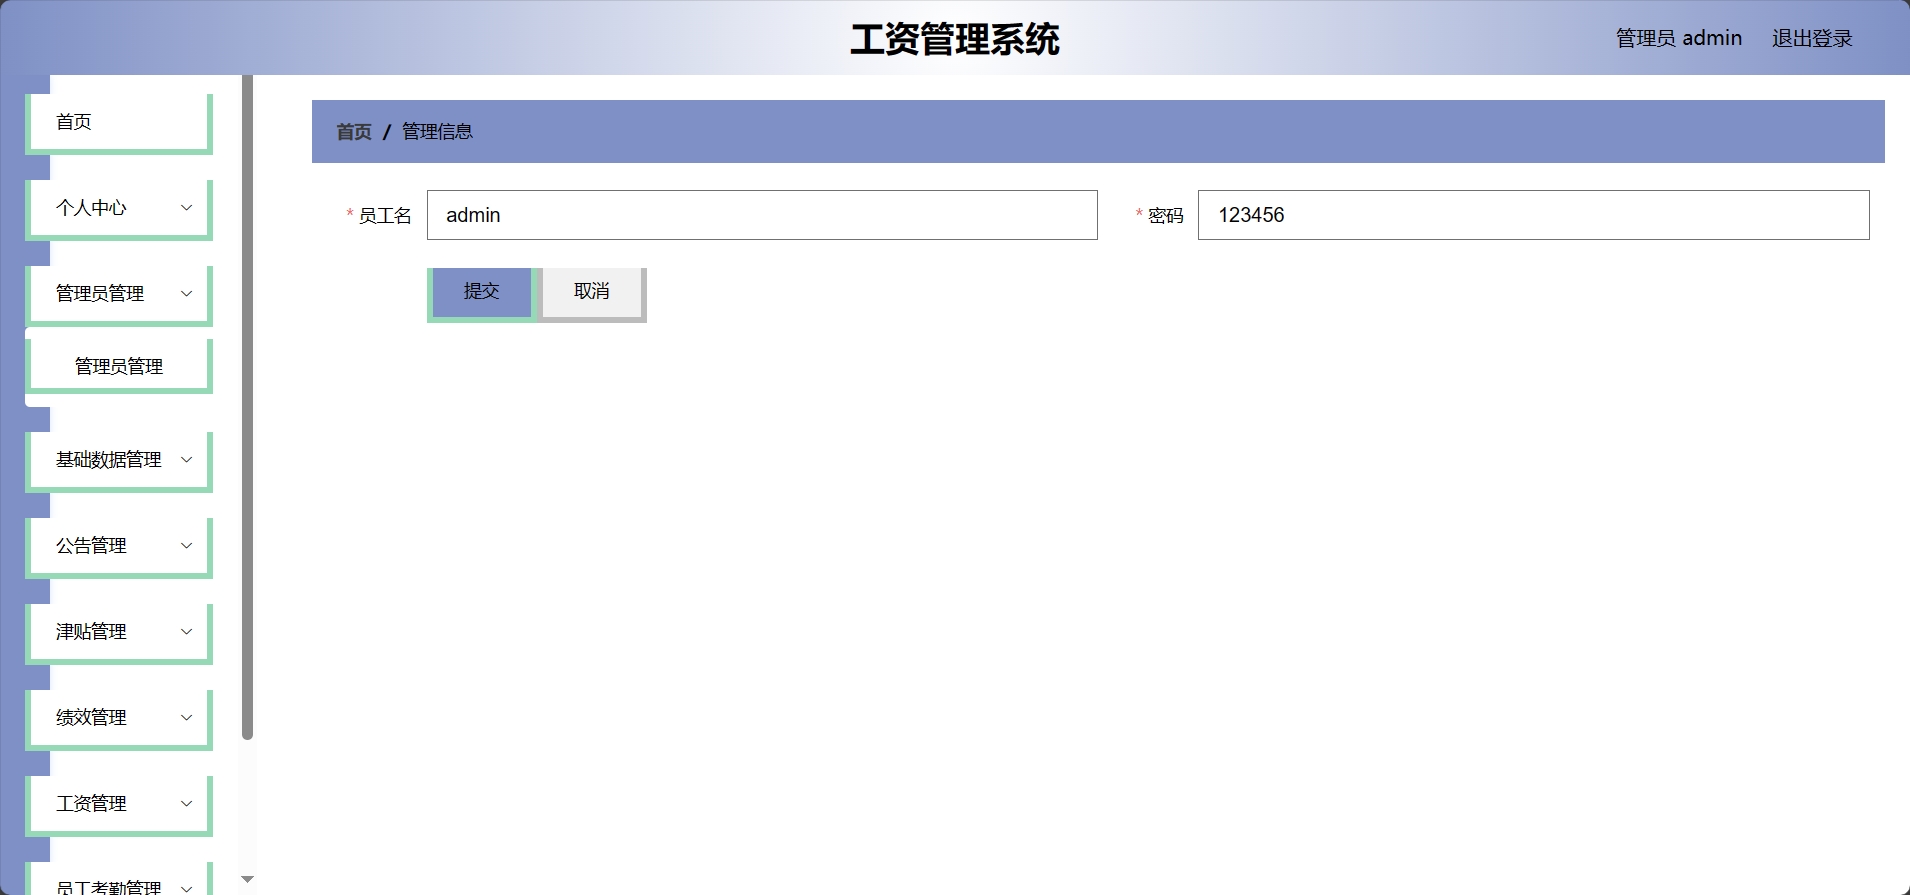 工资管理系统
管理员 admin 退出登录
首页
个人中心
管理员管理
管理员管理
基础数据管理
公告管理
津贴管理
绩效管理
工资管理
员工考勤管理
首页 / 管理信息
* 员工名 admin * 密码 123456
提交 取消